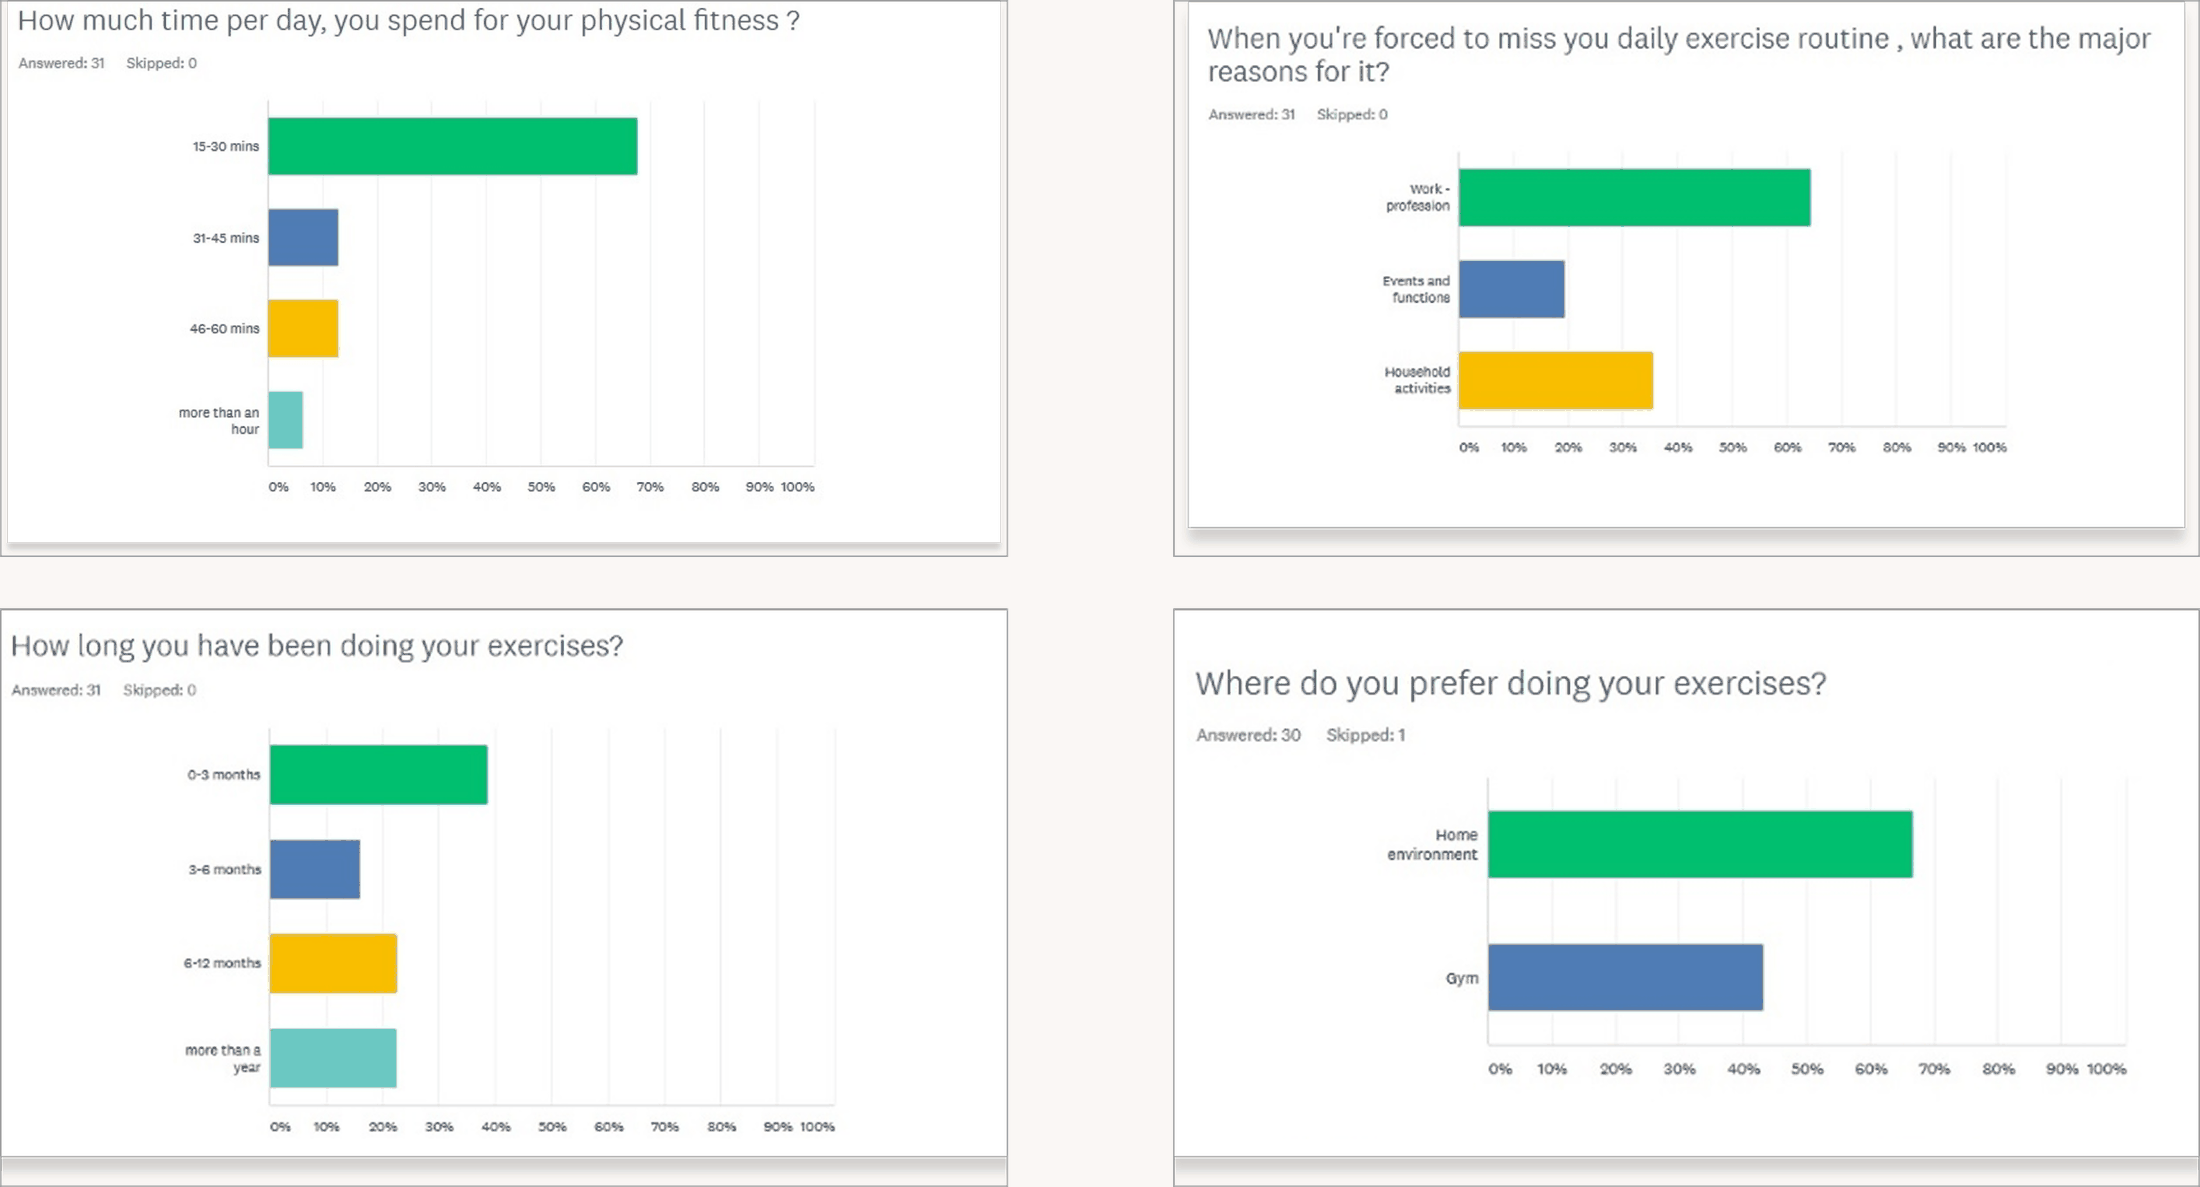 How much time per day, you spend for your physical fitness ?
Answered: 31 Skipped: 0
15-30 mins
31-45 mins
46-60 mins
more than an
hour
0% 10% 20% 30% 40% 50% 60% 70% 80% 90% 100%
When you're forced to miss you daily exercise routine , what are the major
reasons for it?
Answered: 31 Skipped: 0
Work -
profession
Events and
functions
Household
activities
0% 10% 20% 30% 40% 50% 60% 70% 80% 90% 100%
How long you have been doing your exercises?
Answered: 31 Skipped: 0
0-3 months
3-6 months
6-12 months
more than a
year
0% 10% 20% 30% 40% 50% 60% 70% 80% 90% 100%
Where do you prefer doing your exercises?
Answered: 30 Skipped: 1
Home
environment
Gym
0% 10% 20% 30% 40% 50% 60% 70% 80% 90% 100%